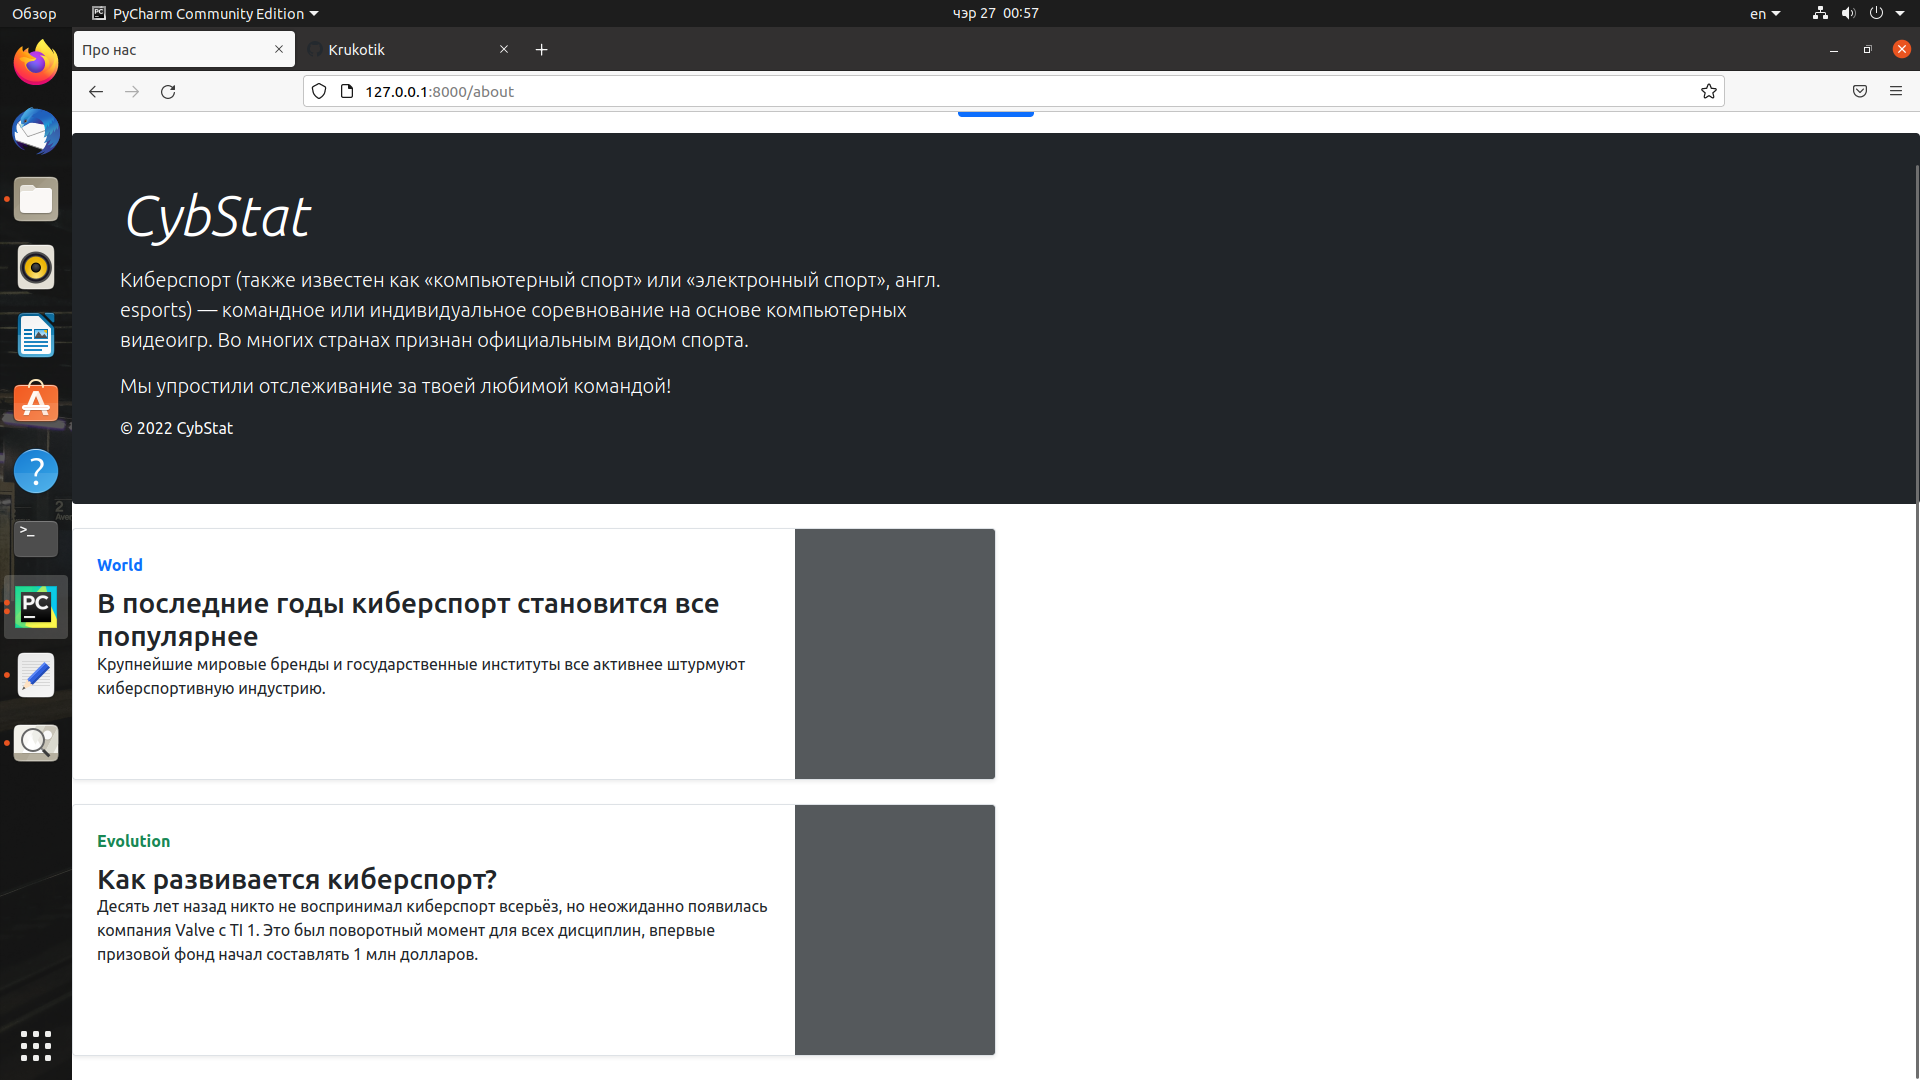 Обзор PyCharm Community Edition чэр 27 00:57 en
Про нас Krukotik
127.0.0.1:8000/about
CybStat
Киберспорт (также известен как «компьютерный спорт» или «электронный спорт», англ.
esports) — командное или индивидуальное соревнование на основе компьютерных
видеоигр. Во многих странах признан официальным видом спорта.
Мы упростили отслеживание за твоей любимой командой!
© 2022 CybStat
World
В последние годы киберспорт становится все
популярнее
Крупнейшие мировые бренды и государственные институты все активнее штурмуют
киберспортивную индустрию.
Evolution
Как развивается киберспорт?
Десять лет назад никто не воспринимал киберспорт всерьёз, но неожиданно появилась
компания Valve с TI 1. Это был поворотный момент для всех дисциплин, впервые
призовой фонд начал составлять 1 млн долларов.
PC